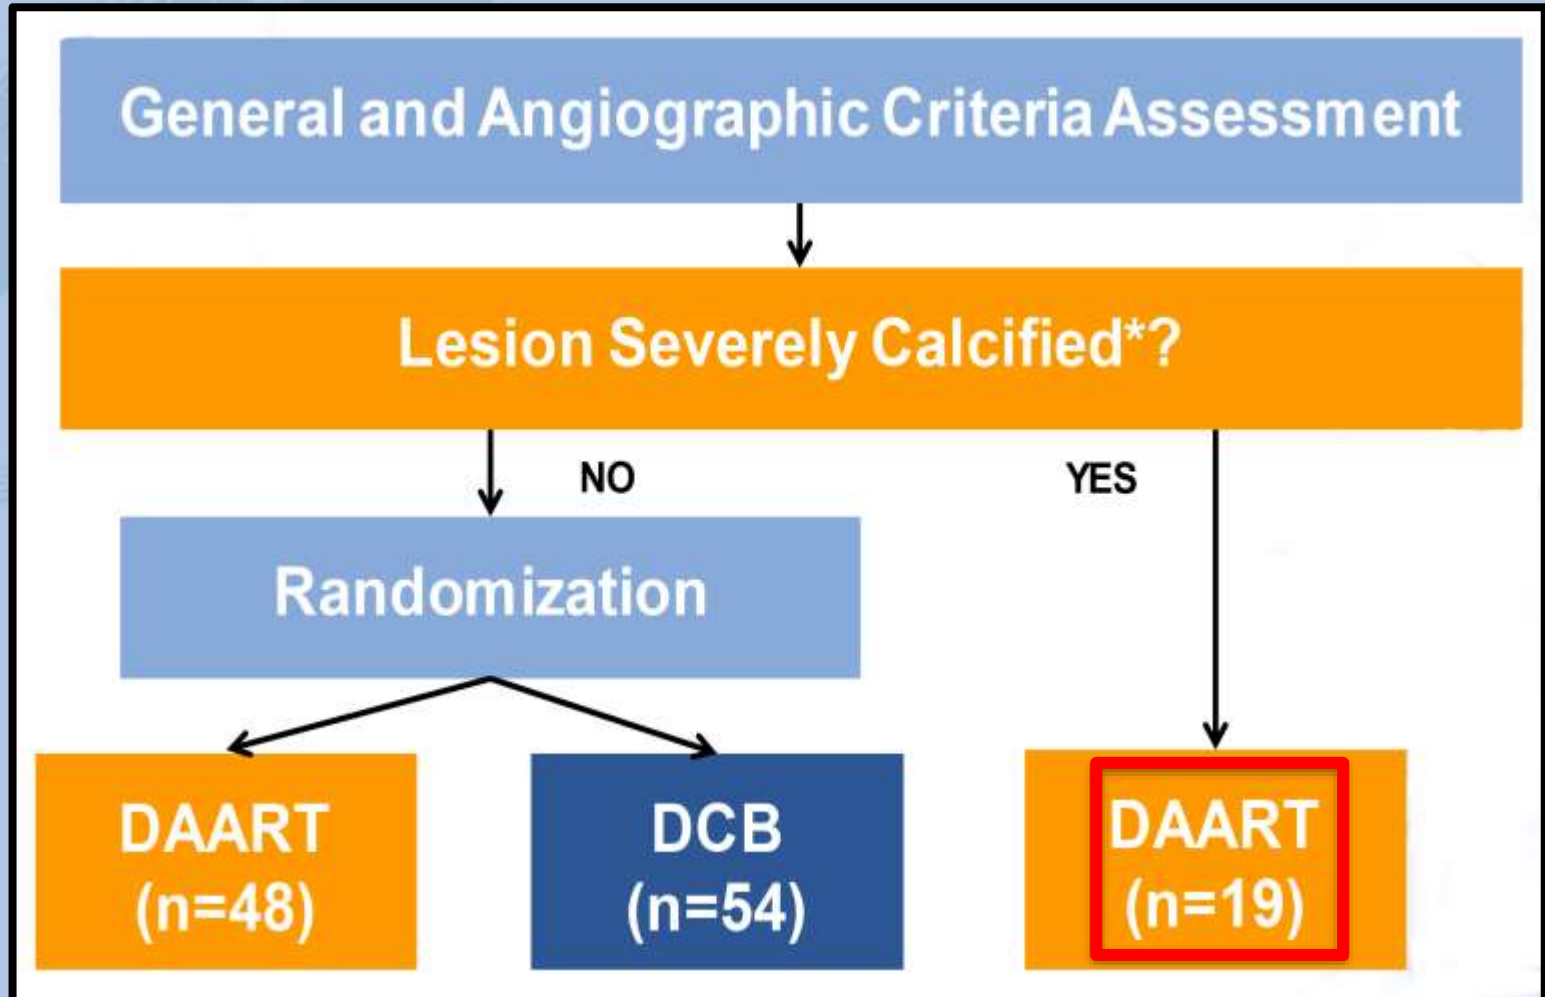 General and Angiographic Criteria Assessment
Lesion Severely Calcified*?
NO
YES
Randomization
DAART
(n=48)
DCB
(n=54)
DAART
(n=19)